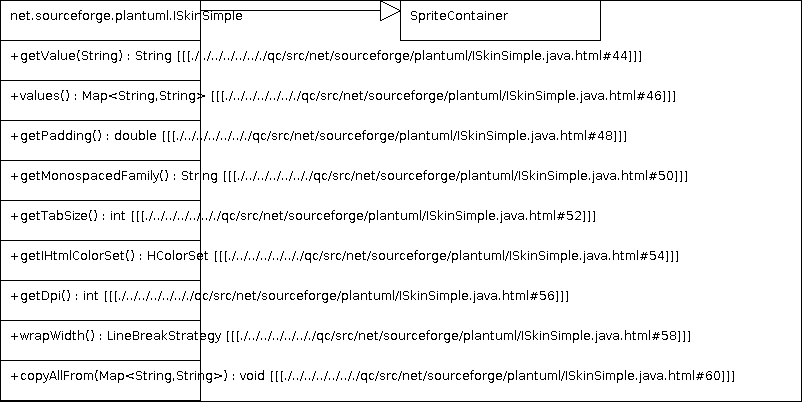 net.sourceforge.plantuml.ISkinSimple
SpriteContainer
+getValue(String) : String [[[./../../../../../../qc/src/net/sourceforge/plantuml/ISkinSimple.java.html#44]]]
+values() : Map<String,String> [[[./../../../../../../qc/src/net/sourceforge/plantuml/ISkinSimple.java.html#46]]]
+getPadding() : double [[[./../../../../../../qc/src/net/sourceforge/plantuml/ISkinSimple.java.html#48]]]
+getMonospacedFamily() : String [[[./../../../../../../qc/src/net/sourceforge/plantuml/ISkinSimple.java.html#50]]]
+getTabSize() : int [[[./../../../../../../qc/src/net/sourceforge/plantuml/ISkinSimple.java.html#52]]]
+getIHtmlColorSet() : HColorSet [[[./../../../../../../qc/src/net/sourceforge/plantuml/ISkinSimple.java.html#54]]]
+getDpi() : int [[[./../../../../../../qc/src/net/sourceforge/plantuml/ISkinSimple.java.html#56]]]
+wrapWidth() : LineBreakStrategy [[[./../../../../../../qc/src/net/sourceforge/plantuml/ISkinSimple.java.html#58]]]
+copyAllFrom(Map<String,String>) : void [[[./../../../../../../qc/src/net/sourceforge/plantuml/ISkinSimple.java.html#60]]]